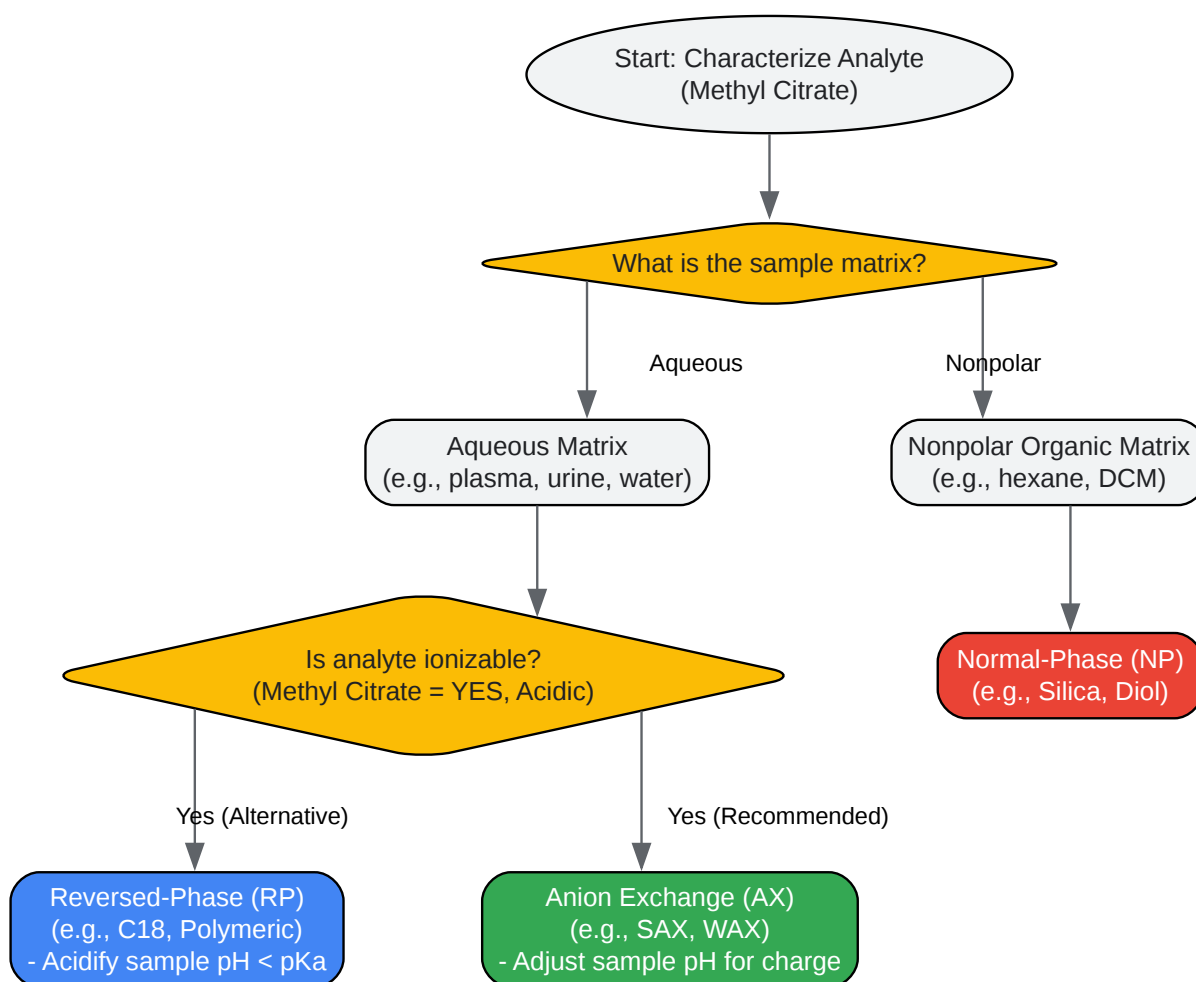 Start: Characterize Analyte
(Methyl Citrate)
What is the sample matrix?
Aqueous
Nonpolar
Aqueous Matrix
(e.g., plasma, urine, water)
Nonpolar Organic Matrix
(e.g., hexane, DCM)
Is analyte ionizable?
(Methyl Citrate = YES, Acidic)
Normal-Phase (NP)
(e.g., Silica, Diol)
Yes (Alternative)
Yes (Recommended)
Reversed-Phase (RP)
(e.g., C18, Polymeric)
- Acidify sample pH < pKa
Anion Exchange (AX)
(e.g., SAX, WAX)
- Adjust sample pH for charge